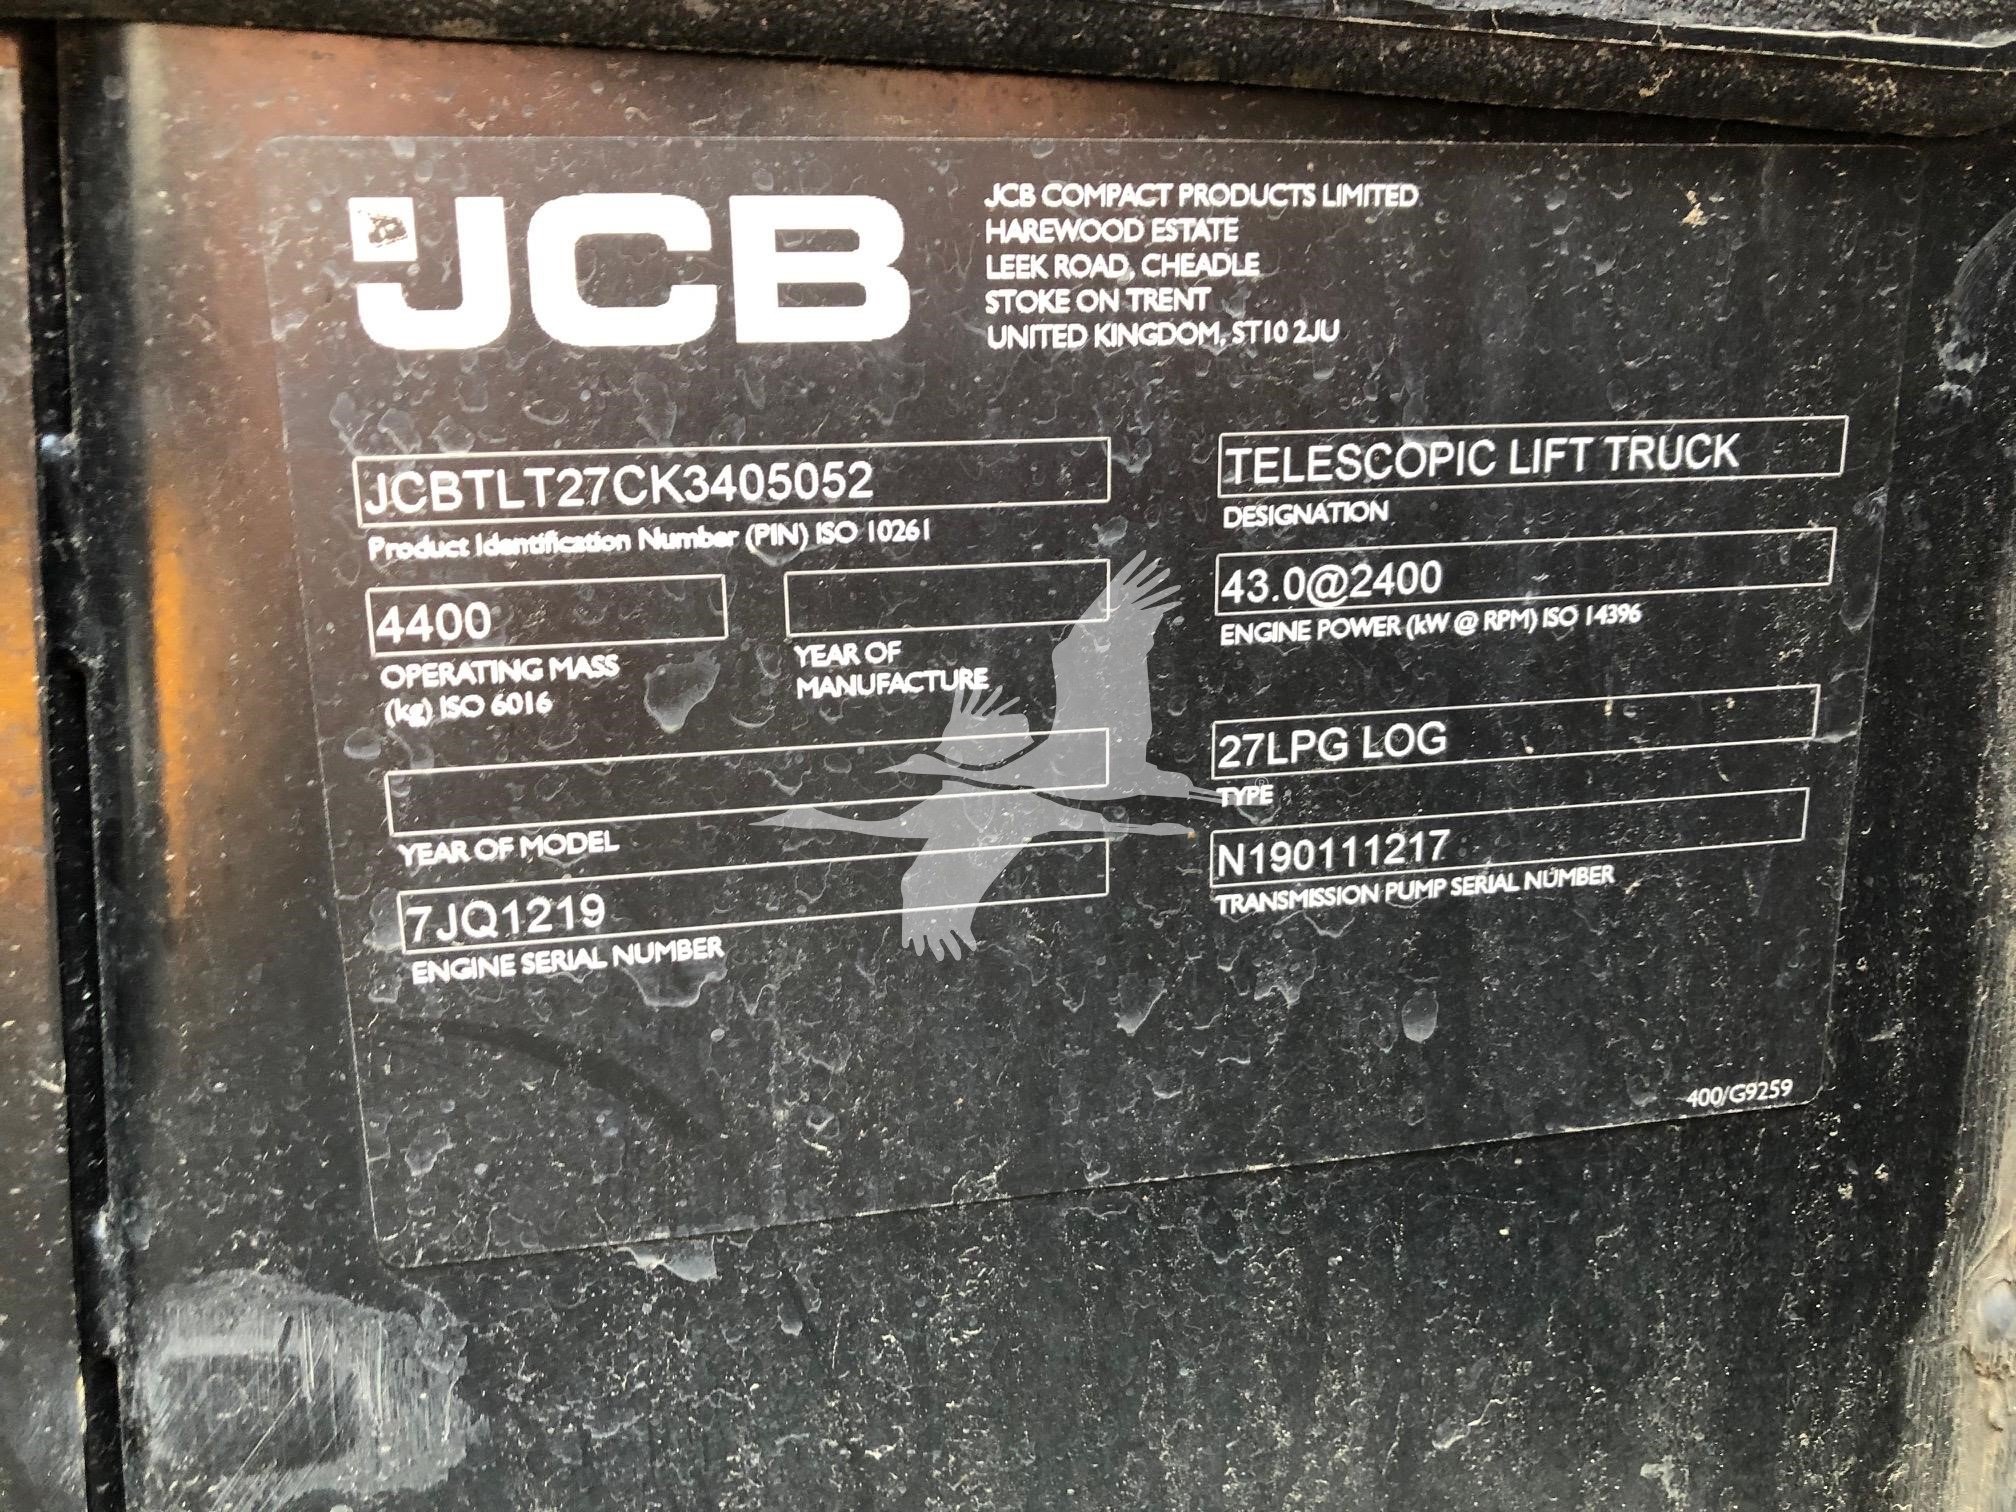 JCB
JCB COMPACT PRODUCTS LIMITED
HAREWOOD ESTATE
LEEK ROAD, CHEADLE
STOKE ON TRENT
UNITED KINGDOM, ST10 2JU
JCBTLT27CK3405052
Product Identification Number (PIN) ISO 10261
4400
OPERATING MASS
(kg) ISO 6016
YEAR OF
MANUFACTURE
YEAR OF MODEL
7JQ1219
ENGINE SERIAL NUMBER
TELESCOPIC LIFT TRUCK
DESIGNATION
43.0@2400
ENGINE POWER (kW @ RPM) ISO 14396
27LPG LOG
TYPE
®
N190111217
TRANSMISSION PUMP SERIAL NUMBER
400/G9259